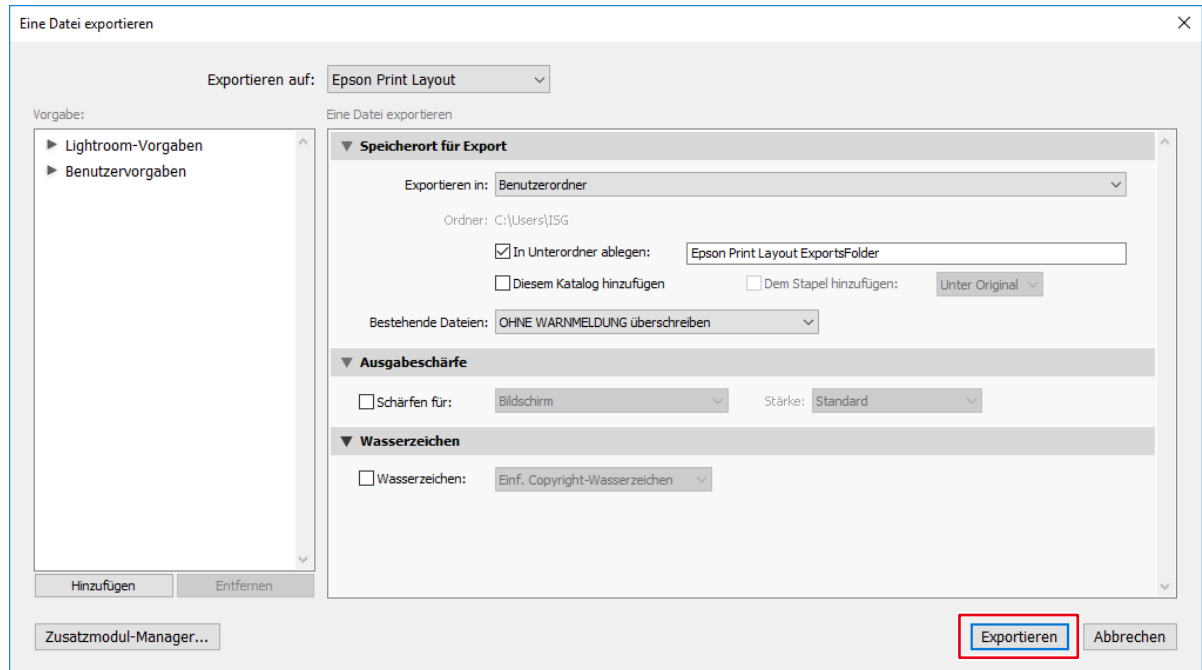 Eine Datei exportieren
Exportieren auf: Epson Print Layout
Vorgabe:
Lightroom-Vorgaben
Benutzervorgaben
Hinzufügen Entfernen
Eine Datei exportieren
Speicherort für Export
Exportieren in: Benutzerordner
Ordner: C:\Users\ISG
In Unterordner ablegen: Epson Print Layout ExportsFolder
Diesem Katalog hinzufügen Dem Stapel hinzufügen: Unter Original
Bestehende Dateien: OHNE WARNMELDUNG überschreiben
Ausgabeschärfe
Schärfen für: Bildschirm Stärke: Standard
Wasserzeichen
Wasserzeichen: Einf. Copyright-Wasserzeichen
Zusatzmodul-Manager... Exportieren Abbrechen